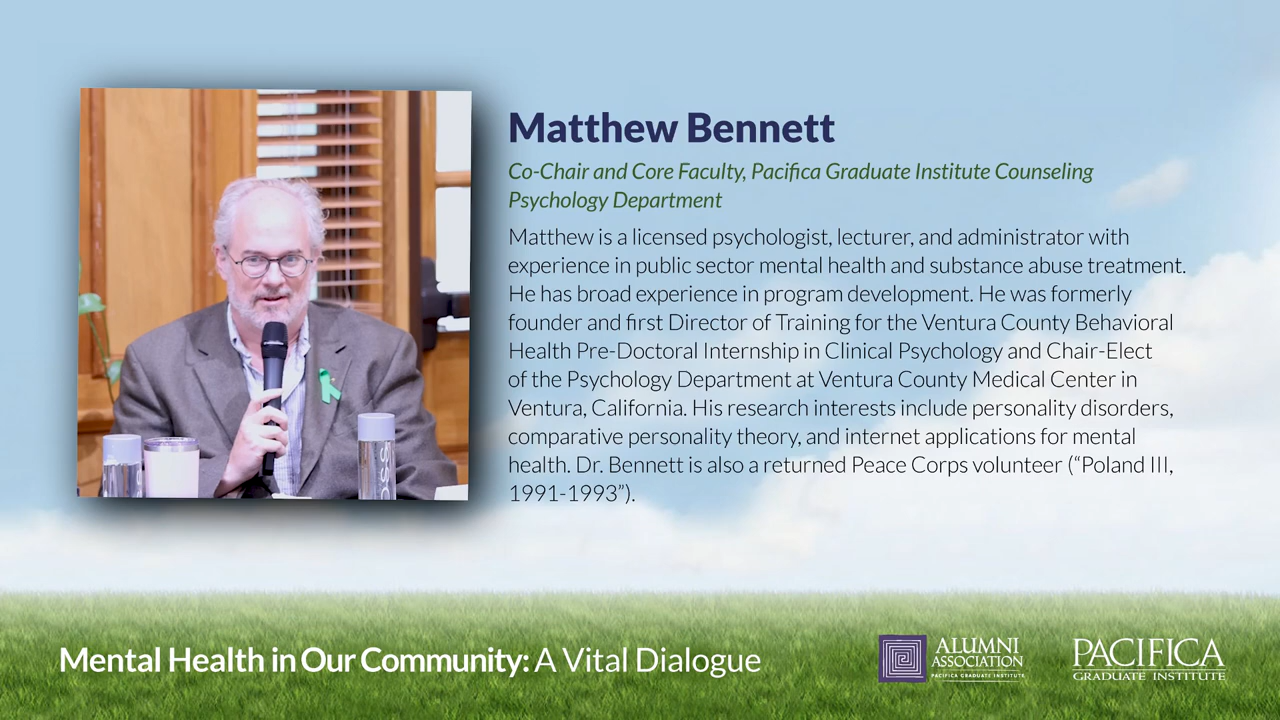 Matthew Bennett
Co-Chair and Core Faculty, Pacifica Graduate Institute Counseling
Psychology Department
Matthew is a licensed psychologist, lecturer, and administrator with
experience in public sector mental health and substance abuse treatment.
He has broad experience in program development. He was formerly
founder and first Director of Training for the Ventura County Behavioral
Health Pre-Doctoral Internship in Clinical Psychology and Chair-Elect
of the Psychology Department at Ventura County Medical Center in
Ventura, California. His research interests include personality disorders,
comparative personality theory, and internet applications for mental
health. Dr. Bennett is also a returned Peace Corps volunteer (“Poland III,
1991-1993”).
Mental Health in Our Community: A Vital Dialogue
ALUMNI
ASSOCIATION
PACIFICA GRADUATE INSTITUTE
PACIFICA
GRADUATE INSTITUTE